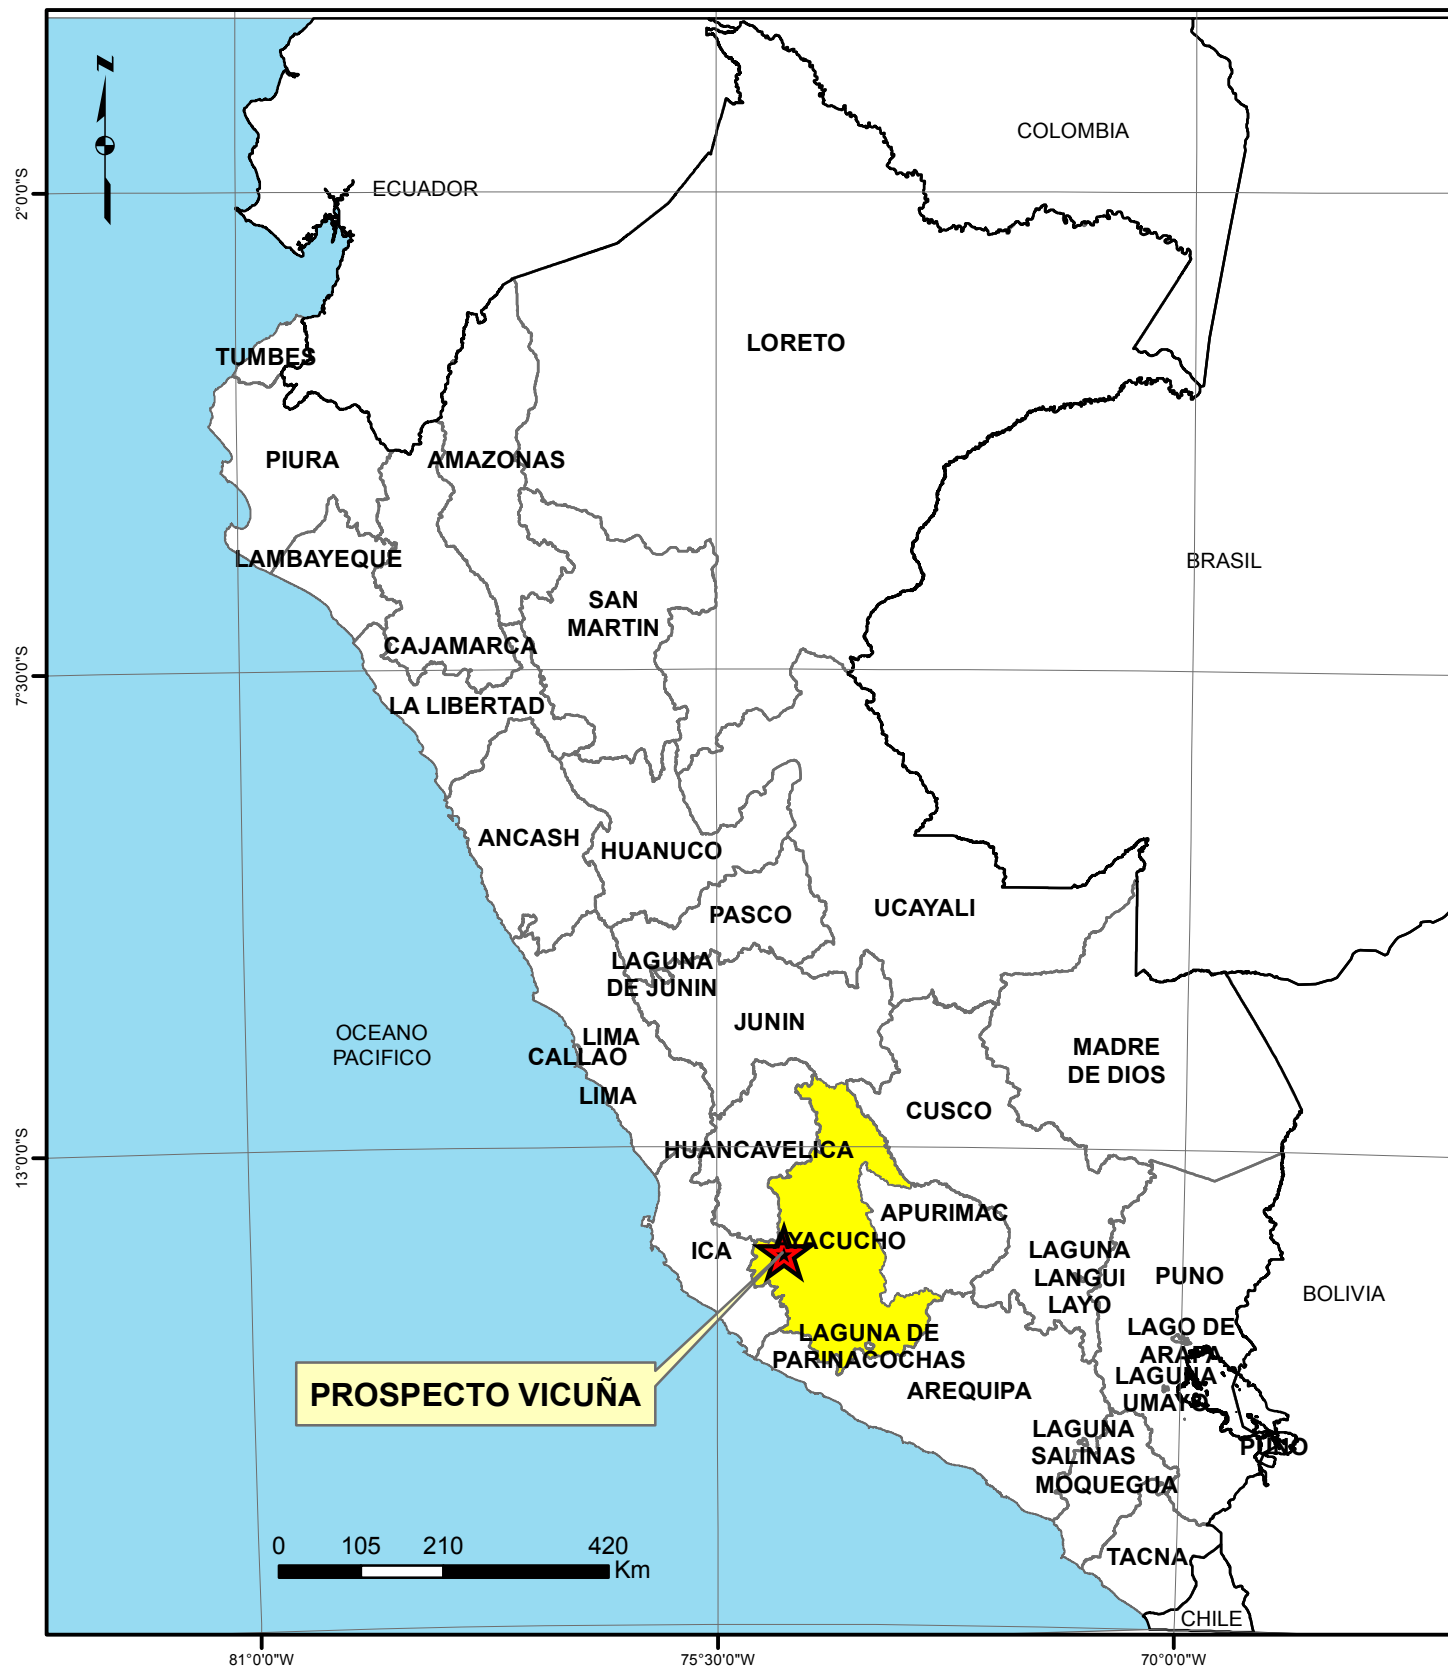 N
COLOMBIA
2°0'0"S
ECUADOR
LORETO
TUMBES
PIURA
AMAZONAS
LAMBAYEQUE
BRASIL
SAN
MARTIN
CAJAMARCA
7°30'0"S
LA LIBERTAD
ANCASH
HUANUCO
PASCO
UCAYALI
LAGUNA
DE JUNIN
JUNIN
OCEANO
PACIFICO
LIMA
CALLAO
LIMA
MADRE
DE DIOS
CUSCO
13°0'0"S
HUANCAVELICA
APURIMAC
AYACUCHO
ICA
LAGUNA
LANGUI
LAYO
PUNO
BOLIVIA
LAGUNA DE
PARINACOCHAS
LAGO DE
ARAPA
LAGUNA
UMAYO
PROSPECTO VICUÑA
AREQUIPA
LAGUNA
SALINAS
PUNO
MOQUEGUA
0 105 210 420
Km
TACNA
CHILE
81°0'0"W
75°30'0"W
70°0'0"W